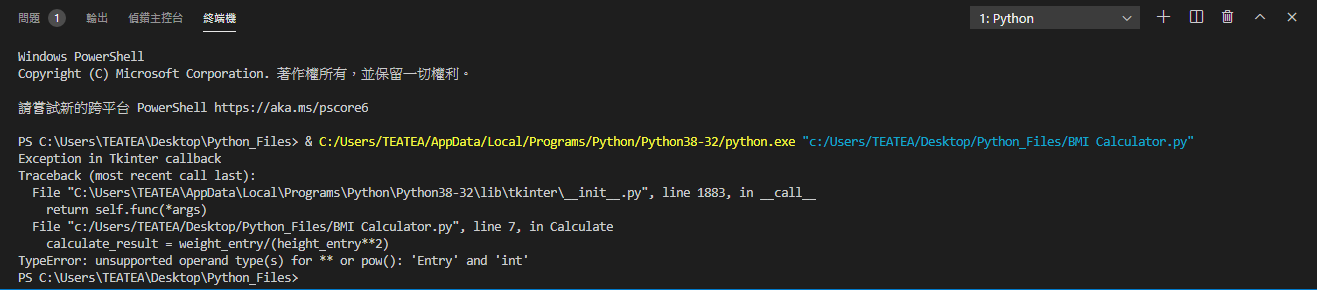 問題 1 輸出 偵錯主控台 終端機 1: Python
Windows PowerShell
Copyright (C) Microsoft Corporation. 著作權所有，並保留一切權利。
請嘗試新的跨平台 PowerShell https://aka.ms/pscore6
PS C:\Users\TEATEA\Desktop\Python_Files> & C:/Users/TEATEA/AppData/Local/Programs/Python/Python38-32/python.exe "c:/Users/TEATEA/Desktop/Python_Files/BMI Calculator.py"
Exception in Tkinter callback
Traceback (most recent call last):
  File "C:\Users\TEATEA\AppData\Local\Programs\Python\Python38-32\lib\tkinter\__init__.py", line 1883, in __call__
    return self.func(*args)
  File "c:/Users/TEATEA/Desktop/Python_Files/BMI Calculator.py", line 7, in Calculate
    calculate_result = weight_entry/(height_entry**2)
TypeError: unsupported operand type(s) for ** or pow(): 'Entry' and 'int'
PS C:\Users\TEATEA\Desktop\Python_Files>